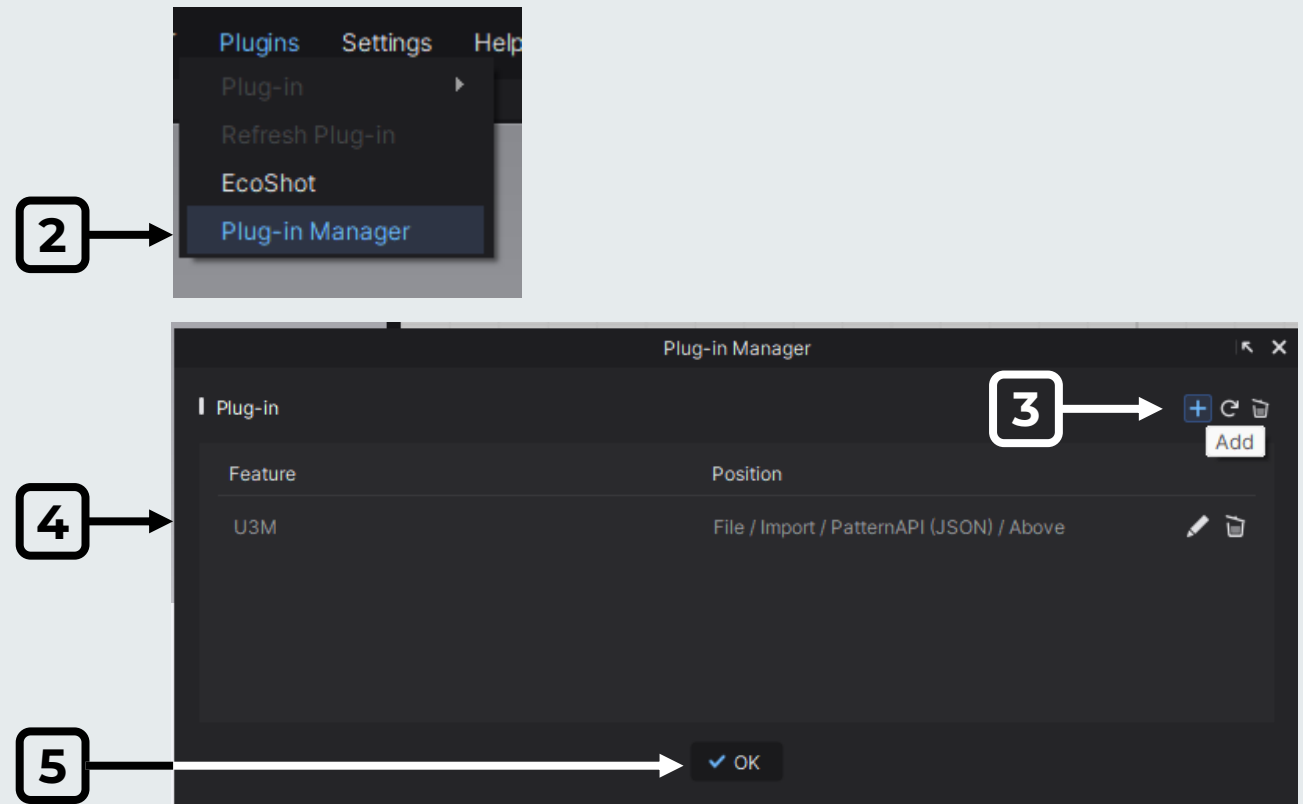 Plugins Settings Help
Plug-in
Refresh Plug-in
EcoShot
2
Plug-in Manager
Plug-in Manager
3
Plug-in
Add
Feature Position
4
U3M File / Import / PatternAPI (JSON) / Above
5
OK